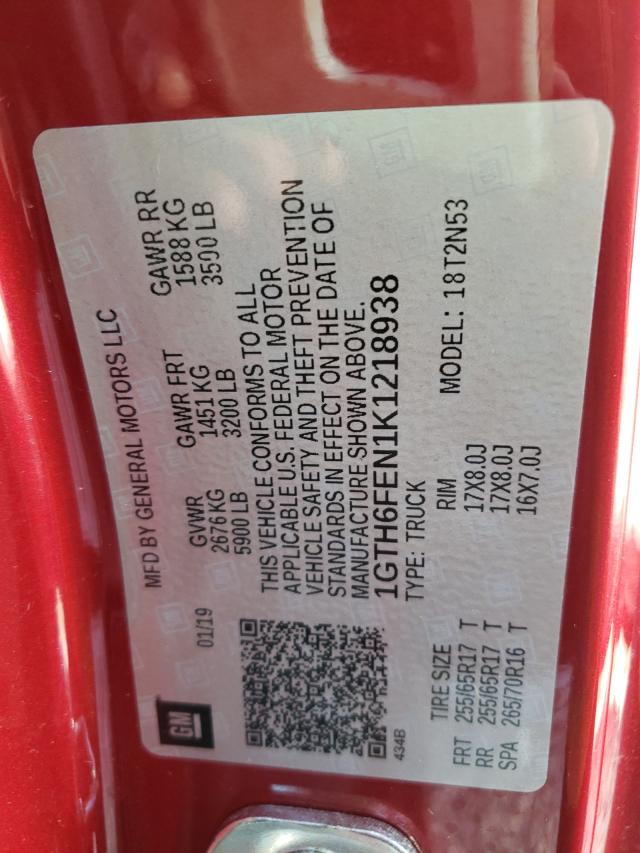 GM
01/19
MFD BY GENERAL MOTORS LLC
GVWR GAWR FRT GAWR RR
2676 KG 1451 KG 1588 KG
5900 LB 3200 LB 3500 LB
THIS VEHICLE CONFORMS TO ALL
APPLICABLE U.S. FEDERAL MOTOR
VEHICLE SAFETY AND THEFT PREVENTION
STANDARDS IN EFFECT ON THE DATE OF
MANUFACTURE SHOWN ABOVE.
1GTH6FEN1K1218938
434B
TYPE: TRUCK
MODEL: 18T2N53
TIRE SIZE RIM
FRT 255/65R17 T 17X8.0J
RR 255/65R17 T 17X8.0J
SPA 265/70R16 T 16X7.0J